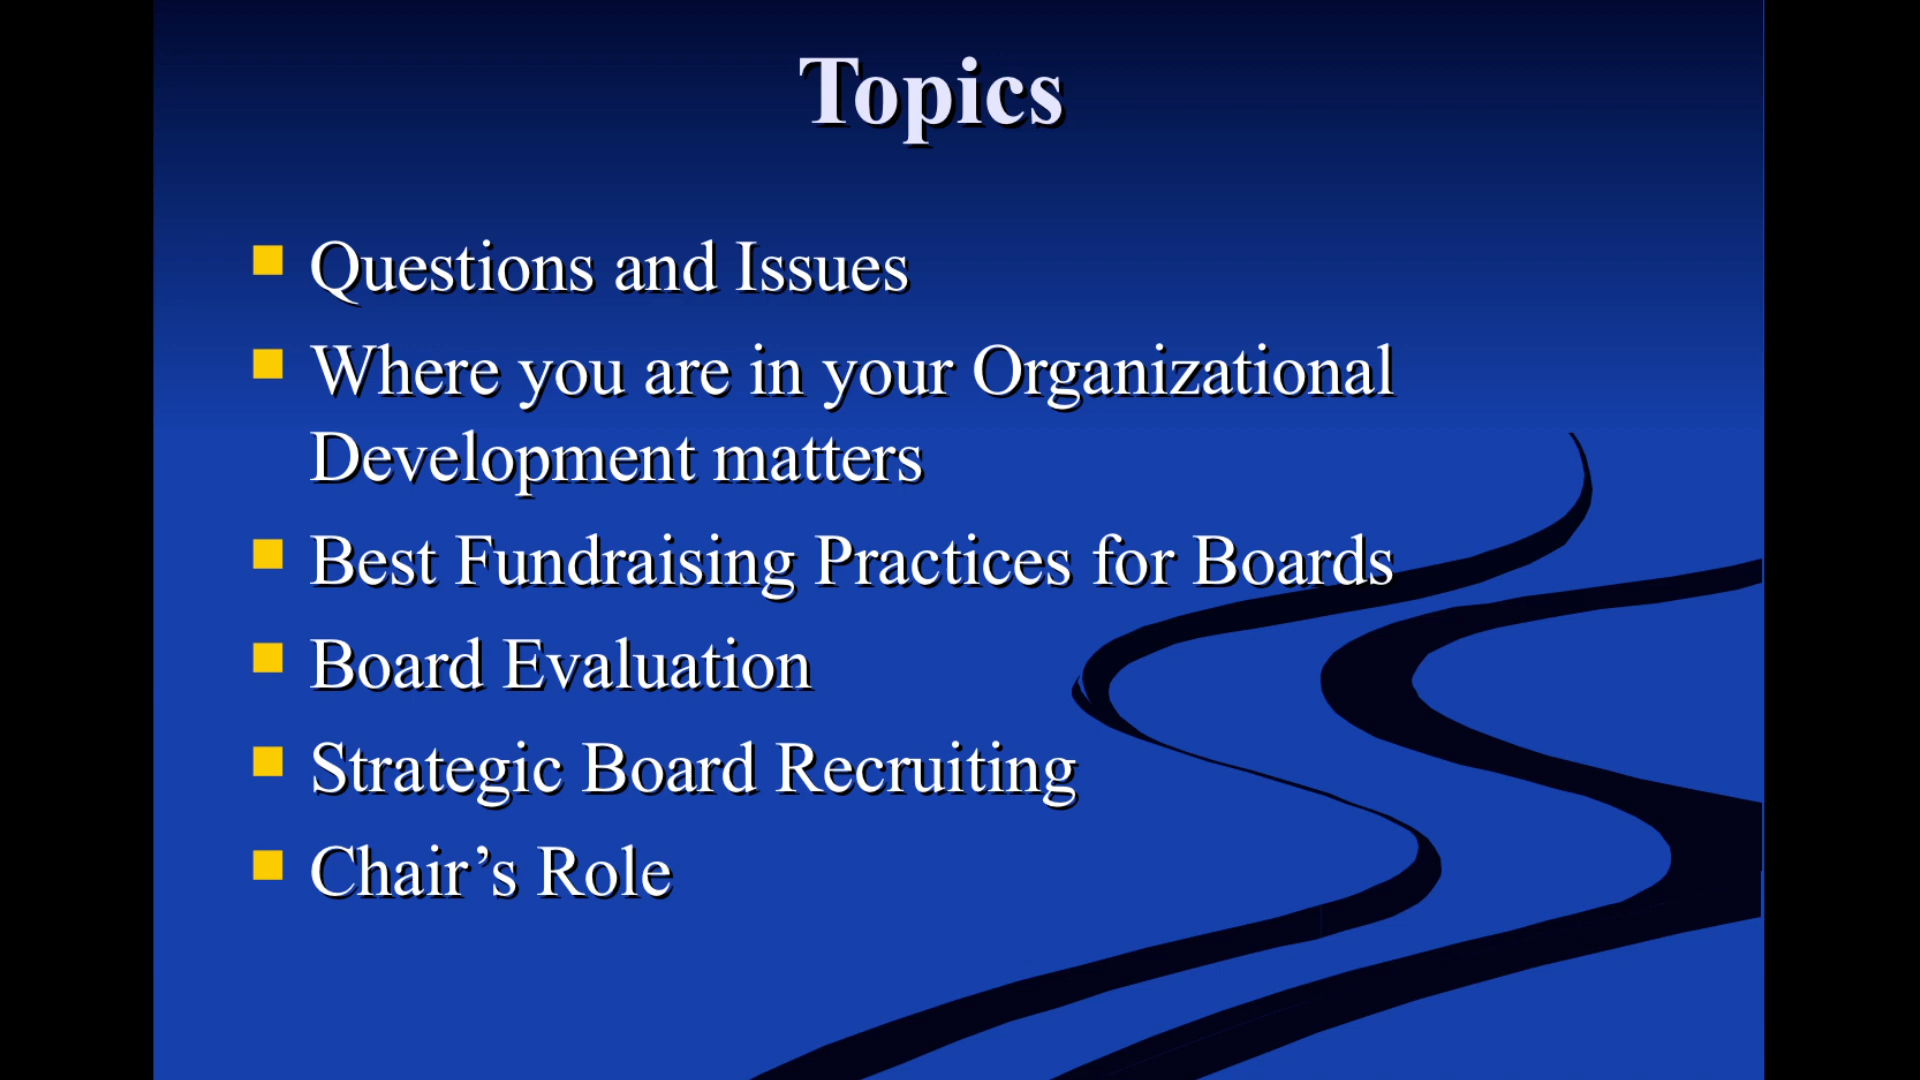 Topics
Questions and Issues
Where you are in your Organizational
Development matters
Best Fundraising Practices for Boards
Board Evaluation
Strategic Board Recruiting
Chair’s Role